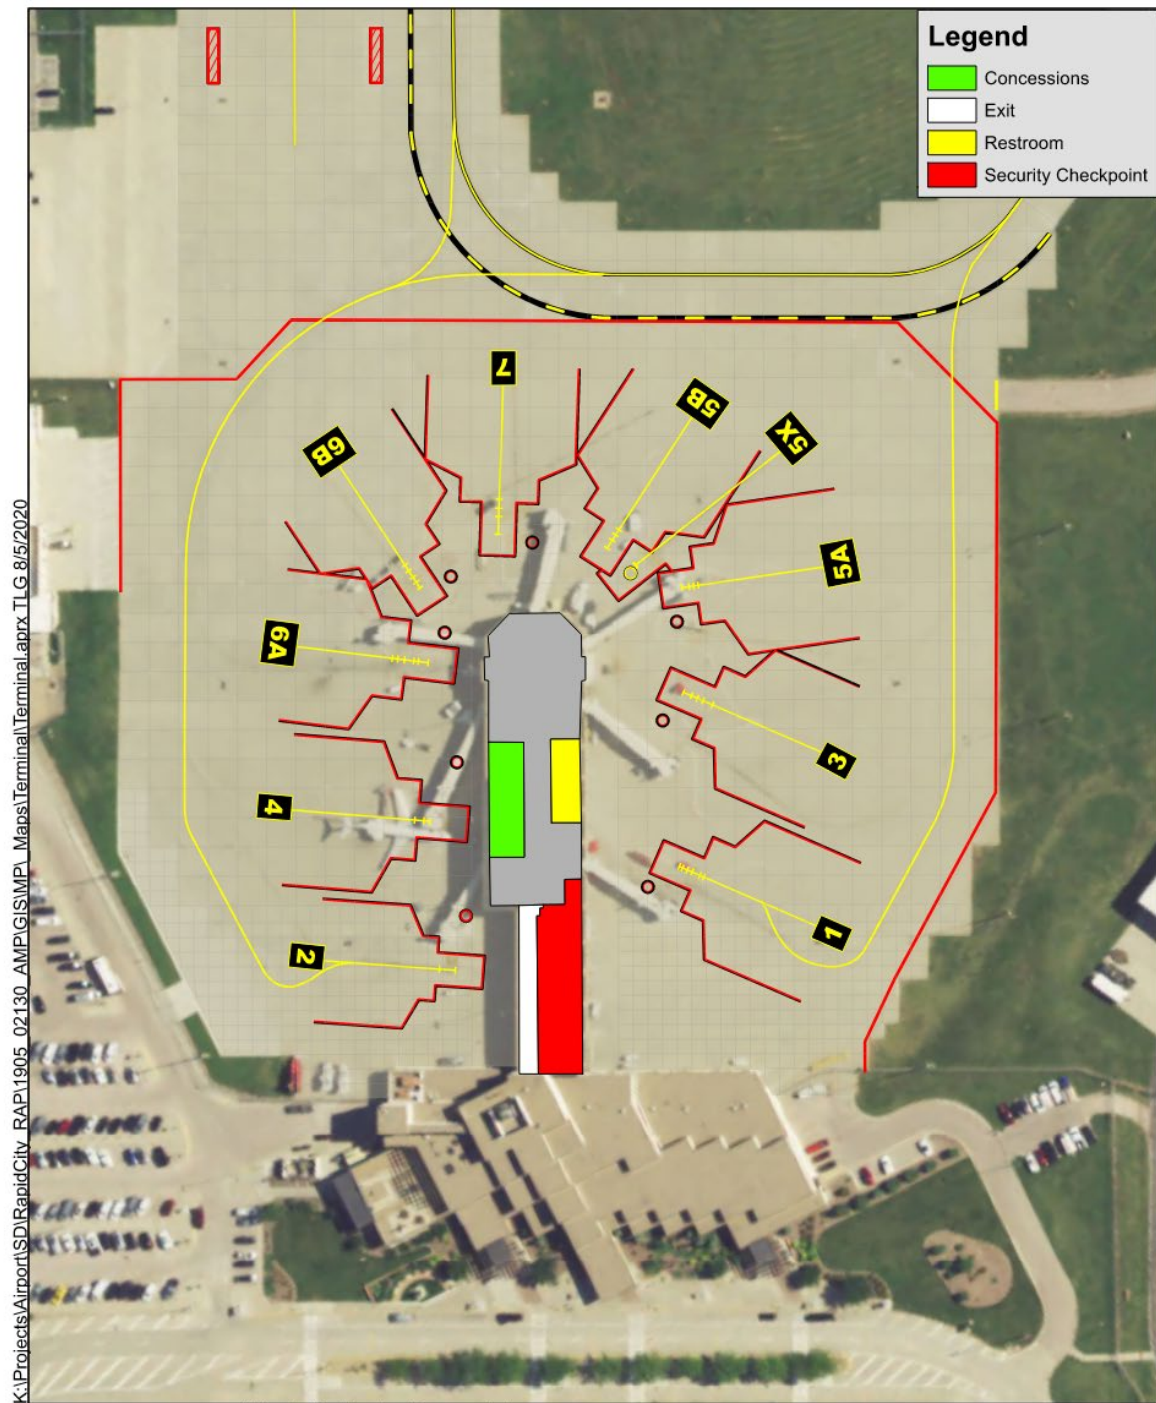 Legend
Concessions
Exit
Restroom
Security Checkpoint
7
5B
5X
6B
5A
6A
3
4
1
2
K:\Projects\Airport\SD\RapidCity_RAP\1905_02130_AMP\GIS\MP\_Maps\Terminal\Terminal.aprx TLG 8/5/2020